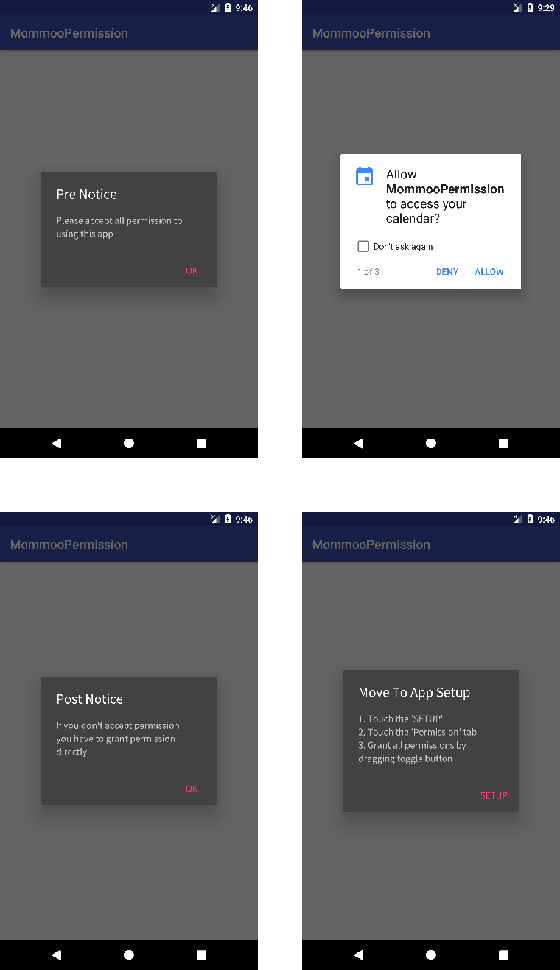 9:46
MommooPermission
Pre Notice
Please accept all permission to
using this app
OK
9:29
MommooPermission
Allow
MommooPermission
to access your
calendar?
Don't ask again
1 of 3
DENY
ALLOW
9:46
MommooPermission
Post Notice
If you don't accept permission
you have to grant permission
directly
OK
9:46
MommooPermission
Move To App Setup
1. Touch the 'SETUP'
2. Touch the 'Permission' tab
3. Grant all permissions by
dragging toggle button
SETUP